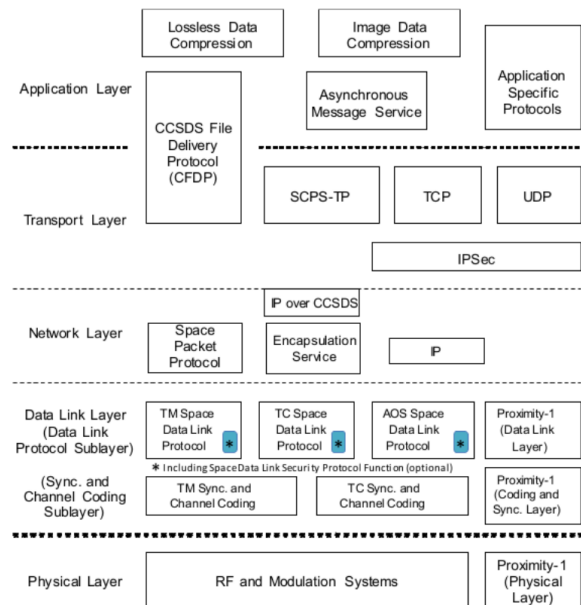 Lossless Data
Compression
Image Data
Compression
Application Layer
Asynchronous
Message Service
Application
Specific
Protocols
CCSDS File
Delivery
Protocol
(CFDP)
Transport Layer
SCPS-TP
TCP
UDP
IPSec
IP over CCSDS
Network Layer
Space
Packet
Protocol
Encapsulation
Service
IP
Data Link Layer
(Data Link
Protocol Sublayer)
TM Space
Data Link
Protocol *
TC Space
Data Link
Protocol *
AOS Space
Data Link
Protocol *
Proximity-1
(Data Link
Layer)
* Including Space Data Link Security Protocol Function (optional)
(Sync. and
Channel Coding
Sublayer)
TM Sync. and
Channel Coding
TC Sync. and
Channel Coding
Proximity-1
(Coding and
Sync. Layer)
Physical Layer
RF and Modulation Systems
Proximity-1
(Physical
Layer)